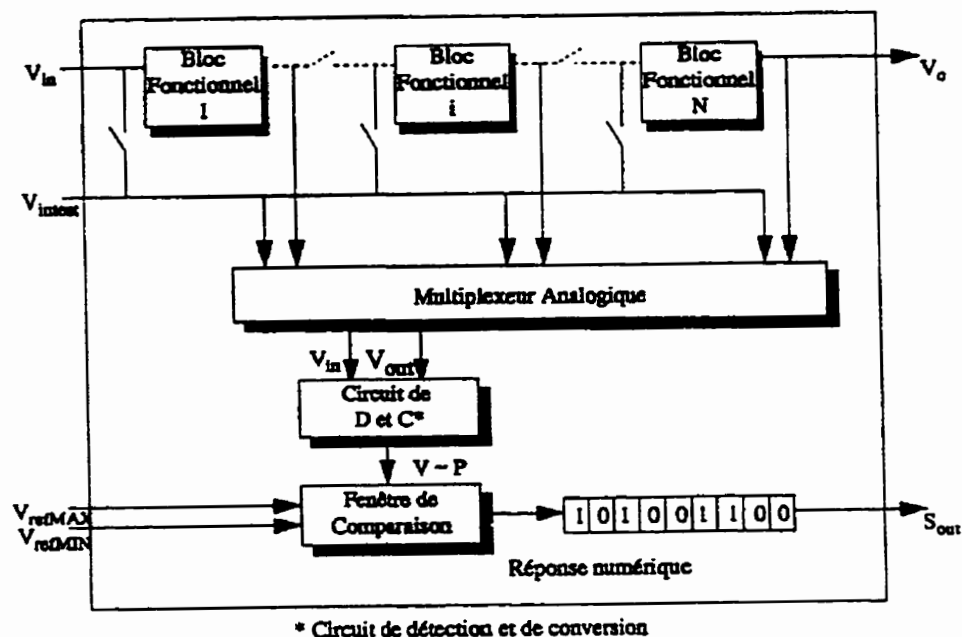 V_in
Bloc
Fonctionnel
1
Bloc
Fonctionnel
i
Bloc
Fonctionnel
N
V_o
V_intest
Multiplexeur Analogique
V_in V_out
Circuit de
D et C*
V ~ P
V_refMAX
V_refMIN
Fenêtre de
Comparaison
1 0 1 0 0 1 1 0 0
S_out
Réponse numérique
* Circuit de détection et de conversion